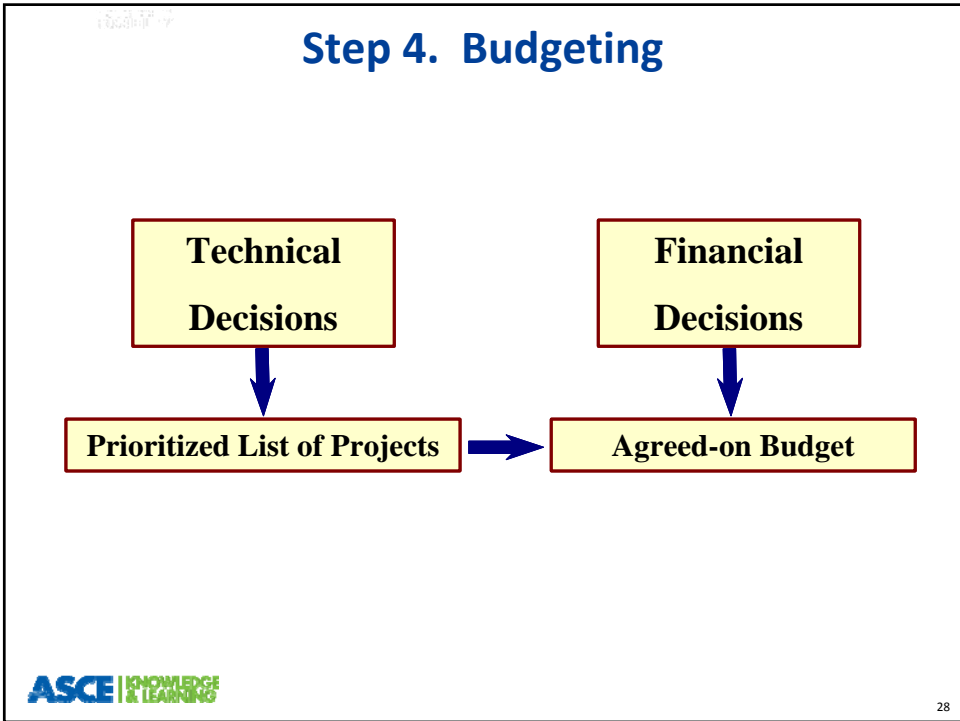 Step 4.  Budgeting
Technical
Decisions
Financial
Decisions
Prioritized List of Projects
Agreed-on Budget
ASCE KNOWLEDGE
& LEARNING
28